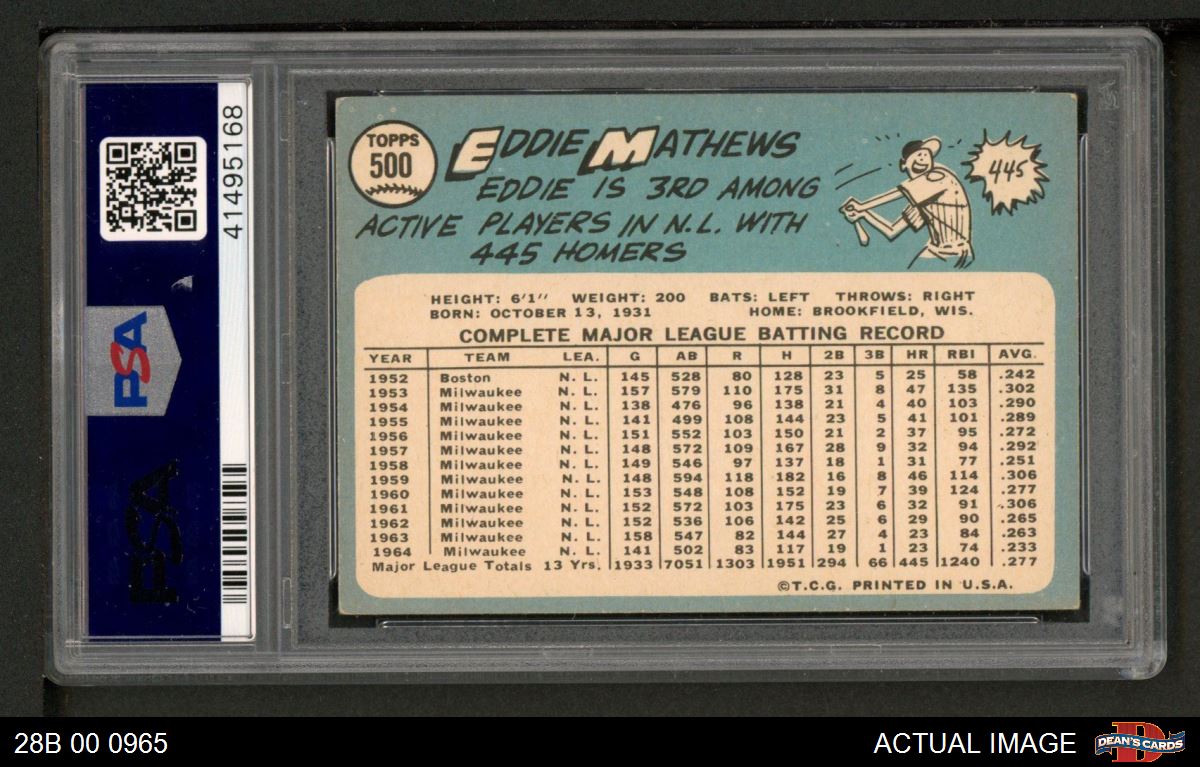 41495168
PSA
PSA
TOPPS
500
EDDIE MATHEWS
EDDIE IS 3RD AMONG
ACTIVE PLAYERS IN N.L. WITH
445 HOMERS
445
HEIGHT: 6'1" WEIGHT: 200 BATS: LEFT THROWS: RIGHT
BORN: OCTOBER 13, 1931 HOME: BROOKFIELD, WIS.
COMPLETE MAJOR LEAGUE BATTING RECORD
YEAR TEAM LEA. G AB R H 2B 3B HR RBI AVG.
1952 Boston N. L. 145 528 80 128 23 5 25 58 .242
1953 Milwaukee N. L. 157 579 110 175 31 8 47 135 .302
1954 Milwaukee N. L. 138 476 96 138 21 4 40 103 .290
1955 Milwaukee N. L. 141 499 108 144 23 5 41 101 .289
1956 Milwaukee N. L. 151 552 103 150 21 2 37 95 .272
1957 Milwaukee N. L. 148 572 109 167 28 9 32 94 .292
1958 Milwaukee N. L. 149 546 97 137 18 1 31 77 .251
1959 Milwaukee N. L. 148 594 118 182 16 8 46 114 .306
1960 Milwaukee N. L. 153 548 108 152 19 7 39 124 .277
1961 Milwaukee N. L. 152 572 103 175 23 6 32 91 .306
1962 Milwaukee N. L. 152 536 106 142 25 6 29 90 .265
1963 Milwaukee N. L. 158 547 82 144 27 4 23 84 .263
1964 Milwaukee N. L. 141 502 83 117 19 1 23 74 .233
Major League Totals 13 Yrs. 1933 7051 1303 1951 294 66 445 1240 .277
©T.C.G. PRINTED IN U.S.A.
28B 00 0965
ACTUAL IMAGE
DEAN'S CARDS